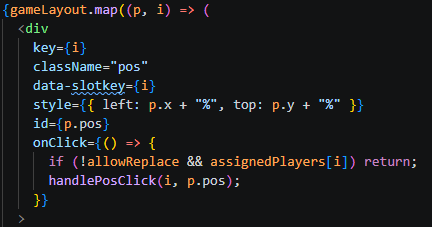 {gameLayout.map((p, i) => (
<div
key={i}
className="pos"
data-slotkey={i}
style={{ left: p.x + "%", top: p.y + "%" }}
id={p.pos}
onClick={() => {
if (!allowReplace && assignedPlayers[i]) return;
handlePosClick(i, p.pos);
}}
>